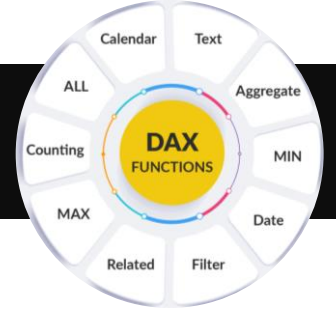 Calendar
Text
ALL
Aggregate
Counting
DAX
FUNCTIONS
MIN
MAX
Date
Related
Filter